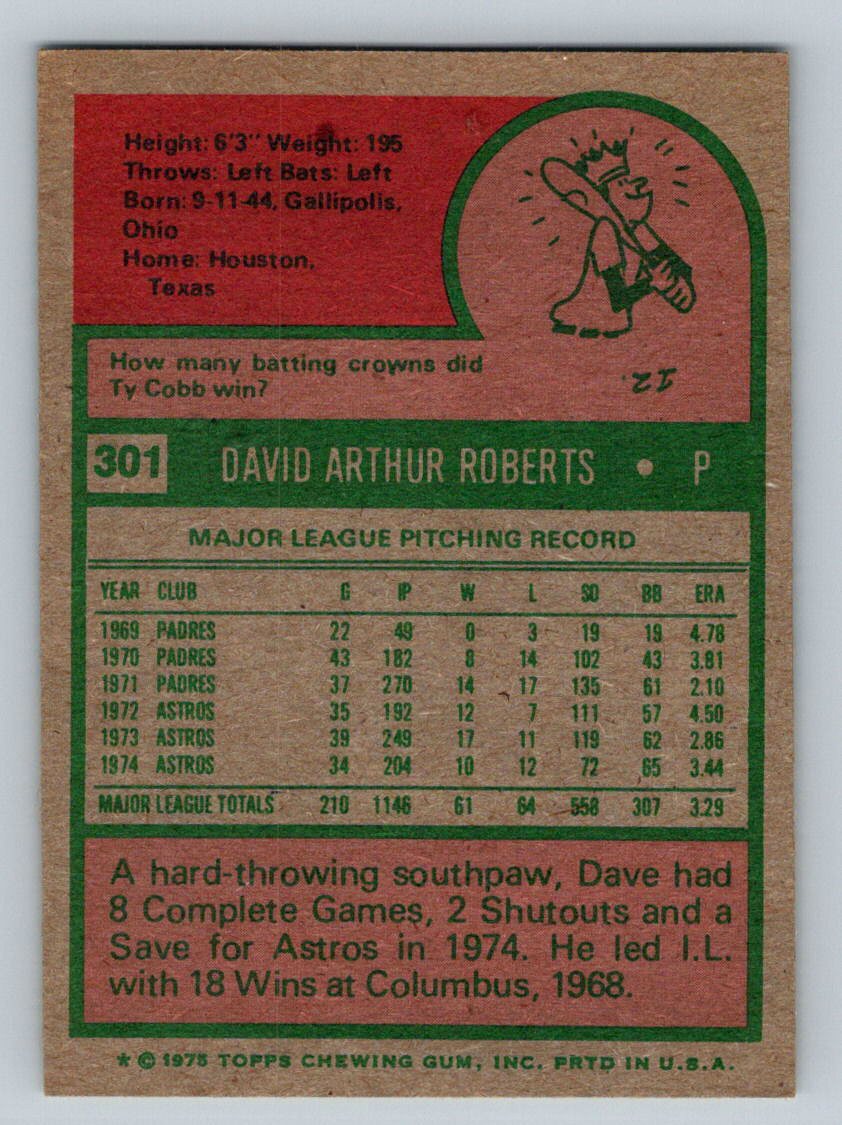 Height: 6'3" Weight: 195
Throws: Left Bats: Left
Born: 9-11-44, Gallipolis,
Ohio
Home: Houston,
Texas
How many batting crowns did
Ty Cobb win?
12.
301 DAVID ARTHUR ROBERTS • P
MAJOR LEAGUE PITCHING RECORD
YEAR CLUB G IP W L SO BB ERA
1969 PADRES 22 49 0 3 19 19 4.78
1970 PADRES 43 182 8 14 102 43 3.81
1971 PADRES 37 270 14 17 135 61 2.10
1972 ASTROS 35 192 12 7 111 57 4.50
1973 ASTROS 39 249 17 11 119 62 2.86
1974 ASTROS 34 204 10 12 72 65 3.44
MAJOR LEAGUE TOTALS 210 1146 61 64 558 307 3.29
A hard-throwing southpaw, Dave had
8 Complete Games, 2 Shutouts and a
Save for Astros in 1974. He led I.L.
with 18 Wins at Columbus, 1968.
* © 1975 TOPPS CHEWING GUM, INC. PRTD IN U.S.A.